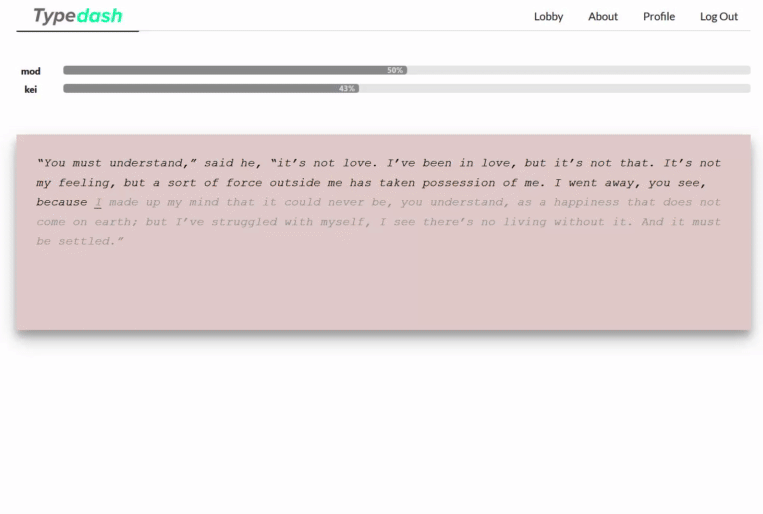 Typedash
Lobby About Profile Log Out
mod 50%
kei 43%
“You must understand,” said he, “it’s not love. I’ve been in love, but it’s not that. It’s not
my feeling, but a sort of force outside me has taken possession of me. I went away, you see,
because I made up my mind that it could never be, you understand, as a happiness that does not
come on earth; but I’ve struggled with myself, I see there’s no living without it. And it must
be settled.”